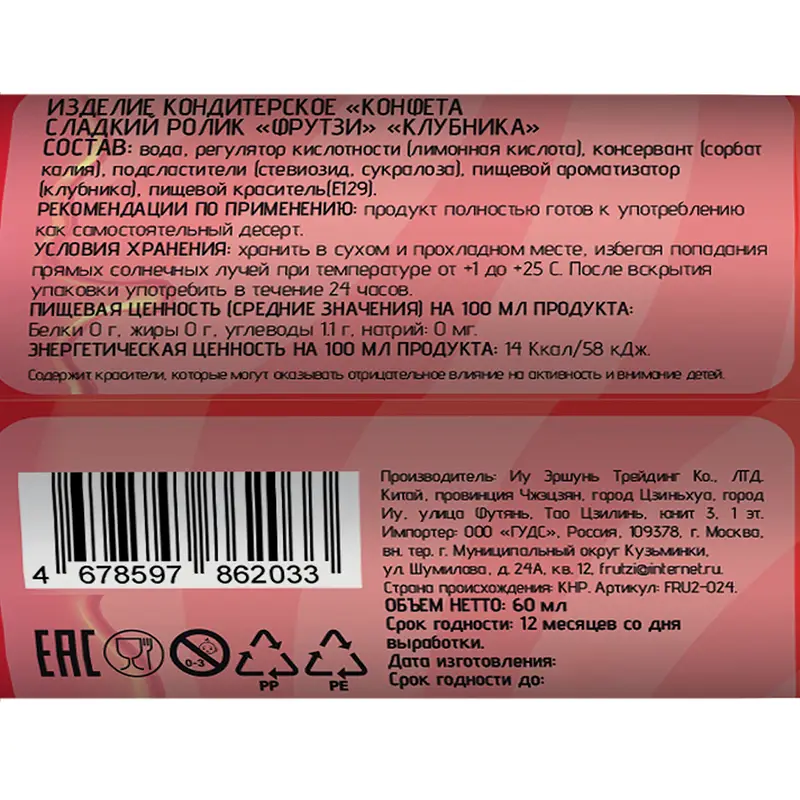 ИЗДЕЛИЕ КОНДИТЕРСКОЕ «КОНФЕТА
СЛАДКИЙ РОЛИК «ФРУТЗИ» «КЛУБНИКА»
СОСТАВ: вода, регулятор кислотности (лимонная кислота), консервант (сорбат
калия), подсластители (стевиозид, сукралоза), пищевой ароматизатор
(клубника), пищевой краситель(Е129).
РЕКОМЕНДАЦИИ ПО ПРИМЕНЕНИЮ: продукт полностью готов к употреблению
как самостоятельный десерт.
УСЛОВИЯ ХРАНЕНИЯ: хранить в сухом и прохладном месте, избегая попадания
прямых солнечных лучей при температуре от +1 до +25 С. После вскрытия
упаковки употребить в течение 24 часов.
ПИЩЕВАЯ ЦЕННОСТЬ (СРЕДНИЕ ЗНАЧЕНИЯ) НА 100 МЛ ПРОДУКТА:
Белки 0 г, жиры 0 г, углеводы 1.1 г, натрий: 0 мг.
ЭНЕРГЕТИЧЕСКАЯ ЦЕННОСТЬ НА 100 МЛ ПРОДУКТА: 14 Ккал/58 кДж.
Содержит красители, которые могут оказывать отрицательное влияние на активность и внимание детей.
Производитель: Иу Эршунь Трейдинг Ко., ЛТД.
Китай, провинция Чжэцзян, город Цзиньхуа, город
Иу, улица Футянь, Тао Цзилинь, юнит 3, 1 эт.
Импортер: ООО «ГУДС», Россия, 109378, г. Москва,
вн. тер. г. Муниципальный округ Кузьминки,
ул. Шумилова, д. 24А, кв. 12, frutzi@internet.ru.
Страна происхождения: КНР. Артикул: FRU2-024.
ОБЪЕМ НЕТТО: 60 мл
Срок годности: 12 месяцев со дня
выработки.
Дата изготовления:
Срок годности до:
4 678597 862033
ЕАС
0-3
PP
PE